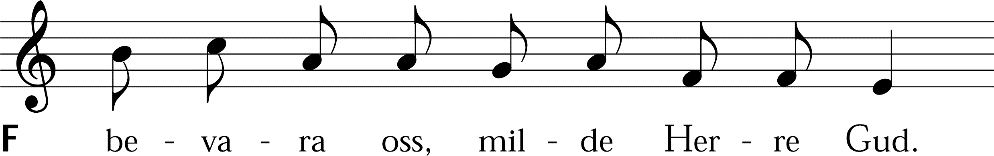 F be - va - ra oss, mil - de Her - re Gud.